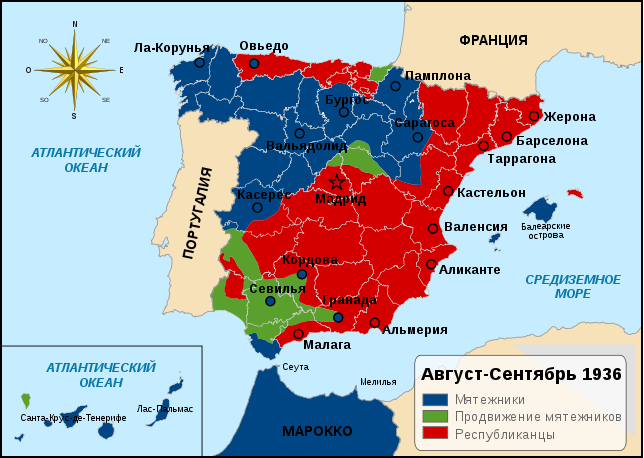 N
NO
NE
O
E
SO
SE
S
ФРАНЦИЯ
Ла-Корунья
Овьедо
Памплона
Бургос
Сарагоса
Жерона
Барселона
Таррагона
Вальядолид
АТЛАНТИЧЕСКИЙ
ОКЕАН
ПОРТУГАЛИЯ
Касерес
Мадрид
Кастельон
Валенсия
Балеарские
острова
Аликанте
Кордова
Севилья
Гранада
Альмерия
Малага
СРЕДИЗЕМНОЕ
МОРЕ
Сеута
Мелилья
МАРОККО
АТЛАНТИЧЕСКИЙ
ОКЕАН
Санта-Крус-де-Тенерифе
Лас-Пальмас
Август-Сентябрь 1936
Мятежники
Продвижение мятежников
Республиканцы